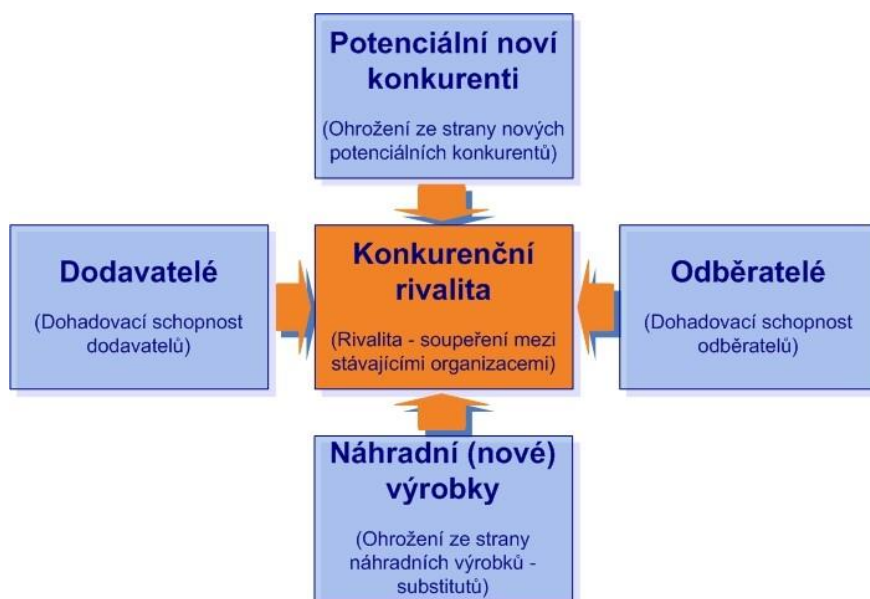 Potenciální noví
konkurenti
(Ohrožení ze strany nových
potenciálních konkurentů)
Dodavatelé
(Dohadovací schopnost
dodavatelů)
Konkurenční
rivalita
(Rivalita - soupeření mezi
stávajícími organizacemi)
Odběratelé
(Dohadovací schopnost
odběratelů)
Náhradní (nové)
výrobky
(Ohrožení ze strany
náhradních výrobků -
substitutů)